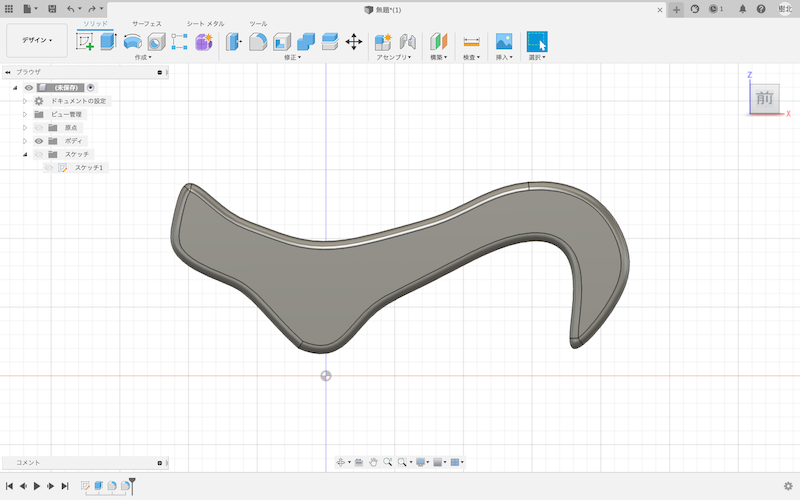 無題*(1)
1
樹北
デザイン
ソリッド
サーフェス
シート メタル
ツール
作成
修正
アセンブリ
構築
検査
挿入
選択
ブラウザ
(未保存)
ドキュメントの設定
ビュー管理
原点
ボディ
スケッチ
スケッチ1
Z
前
X
コメント